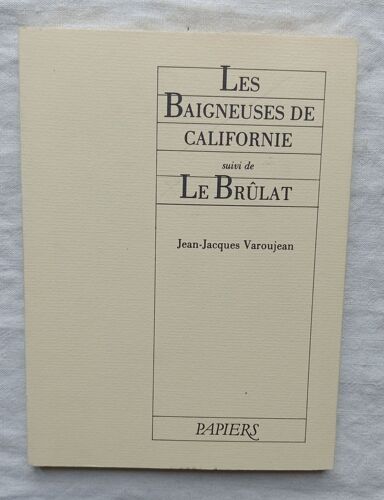 LES
BAIGNEUSES DE
CALIFORNIE
suivi de
LE BRÛLAT
Jean-Jacques Varoujean
PAPIERS